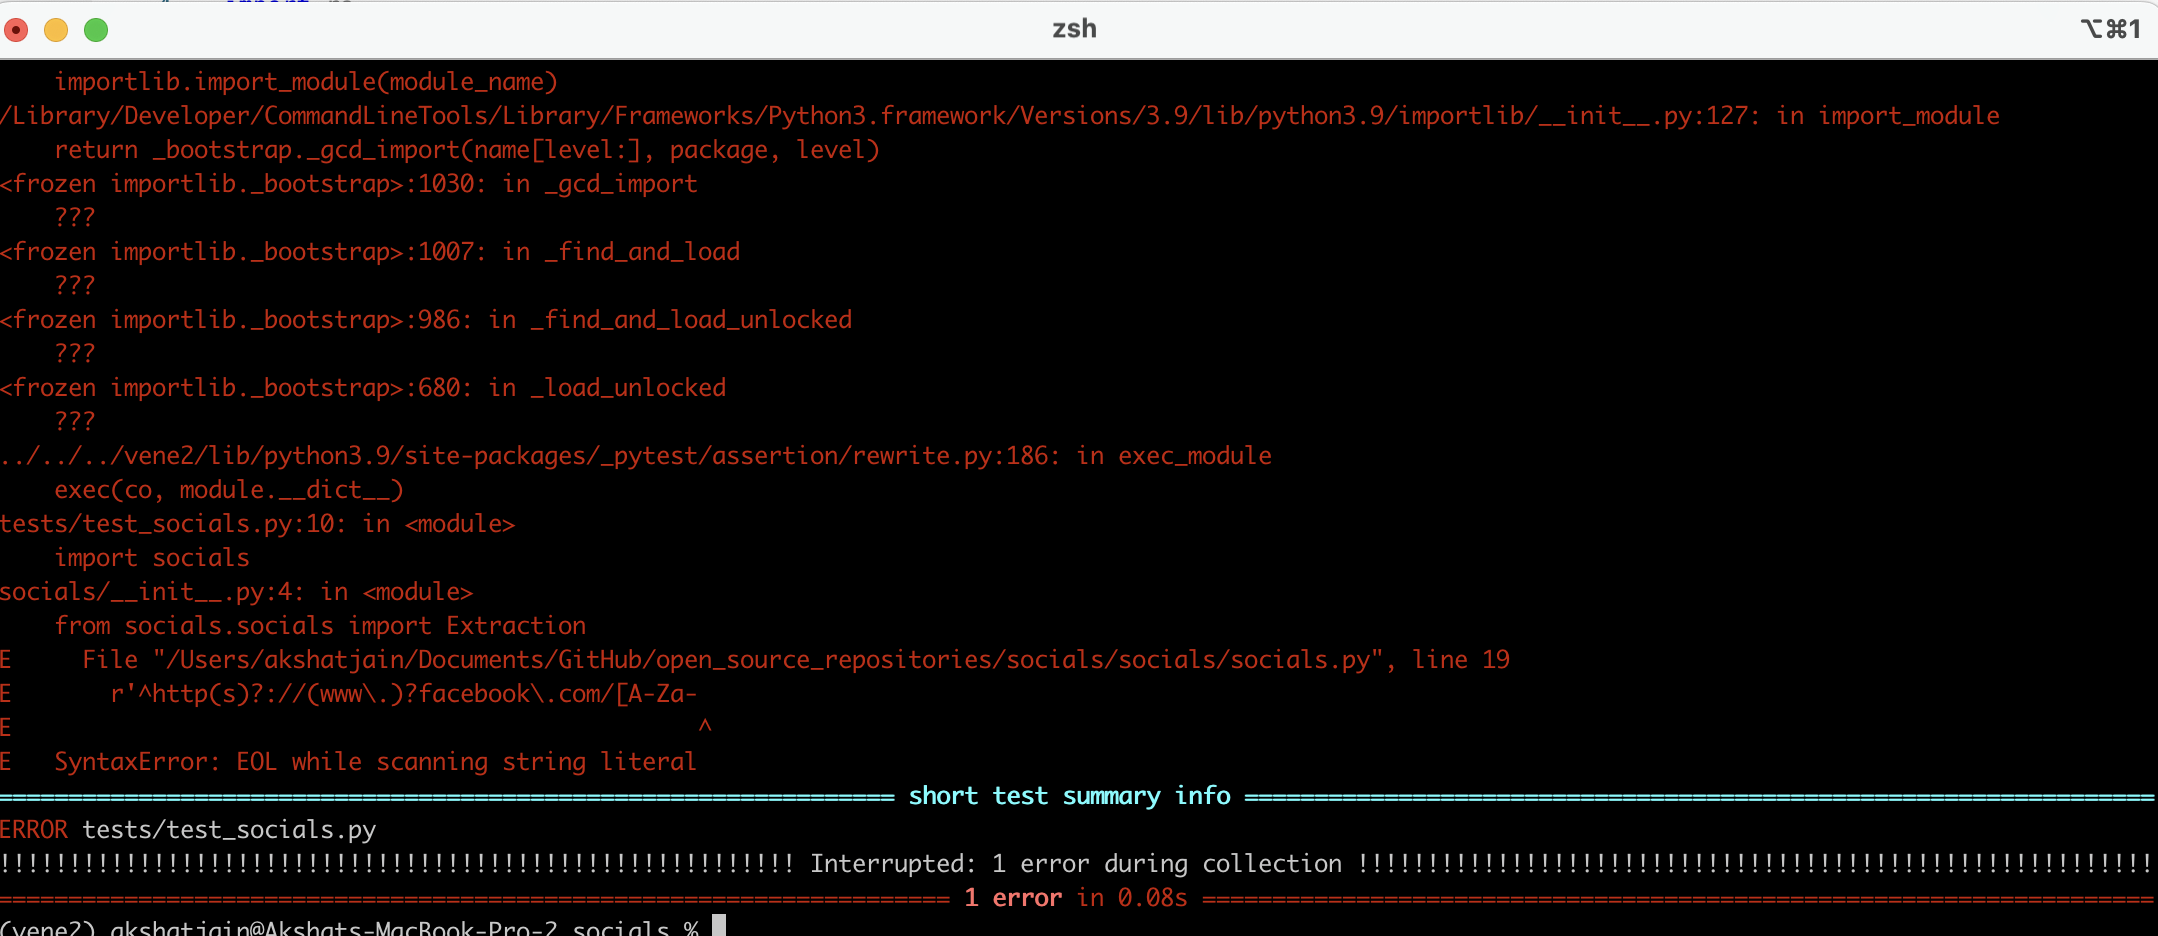 zsh
⌥⌘1
importlib.import_module(module_name)
/Library/Developer/CommandLineTools/Library/Frameworks/Python3.framework/Versions/3.9/lib/python3.9/importlib/__init__.py:127: in import_module
return _bootstrap._gcd_import(name[level:], package, level)
<frozen importlib._bootstrap>:1030: in _gcd_import
???
<frozen importlib._bootstrap>:1007: in _find_and_load
???
<frozen importlib._bootstrap>:986: in _find_and_load_unlocked
???
<frozen importlib._bootstrap>:680: in _load_unlocked
???
../../../vene2/lib/python3.9/site-packages/_pytest/assertion/rewrite.py:186: in exec_module
exec(co, module.__dict__)
tests/test_socials.py:10: in <module>
import socials
socials/__init__.py:4: in <module>
from socials.socials import Extraction
E     File "/Users/akshatjain/Documents/GitHub/open_source_repositories/socials/socials/socials.py", line 19
E       r'^http(s)?://(www\.)?facebook\.com/[A-Za-
E                                                 ^
E   SyntaxError: EOL while scanning string literal
================================================================ short test summary info =================================================================
ERROR tests/test_socials.py
!!!!!!!!!!!!!!!!!!!!!!!!!!!!!!!!!!!!!!!!!!!!!!!!!!!!!!!!! Interrupted: 1 error during collection !!!!!!!!!!!!!!!!!!!!!!!!!!!!!!!!!!!!!!!!!!!!!!!!!!!!!!!!!
==================================================================== 1 error in 0.08s ====================================================================
(vene2) akshatjain@Akshats-MacBook-Pro-2 socials %